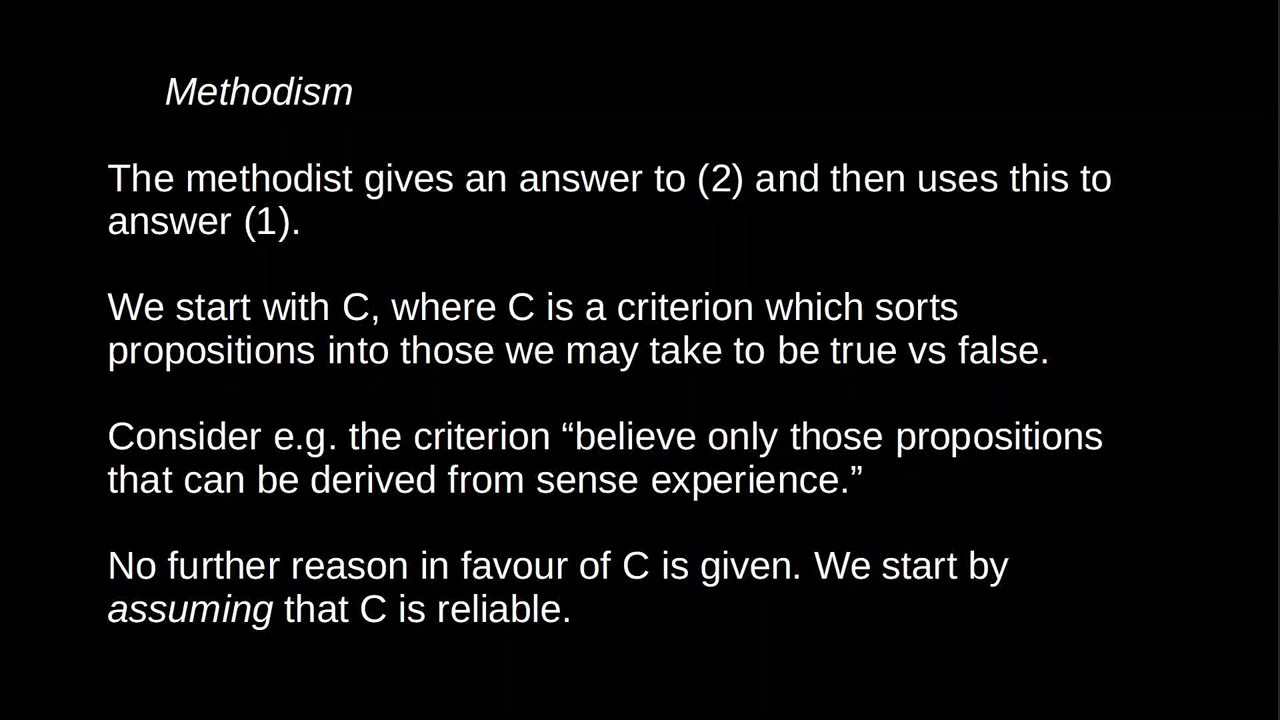 Methodism
The methodist gives an answer to (2) and then uses this to
answer (1).
We start with C, where C is a criterion which sorts
propositions into those we may take to be true vs false.
Consider e.g. the criterion “believe only those propositions
that can be derived from sense experience.”
No further reason in favour of C is given. We start by
assuming that C is reliable.